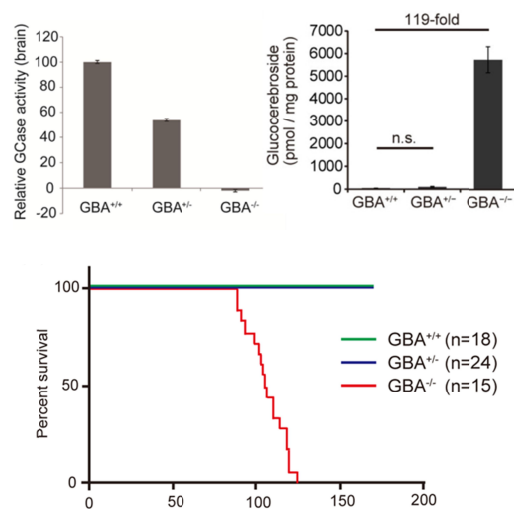 Relative GCase activity (brain)
120
100
80
60
40
20
0
-20
GBA+/+
GBA+/-
GBA-/-
119-fold
Glucocerebroside
(pmol / mg protein)
7000
6000
5000
4000
3000
2000
1000
0
n.s.
GBA+/+
GBA+/−
GBA−/−
Percent survival
100
50
0
0
50
100
150
200
GBA+/+ (n=18)
GBA+/- (n=24)
GBA-/- (n=15)